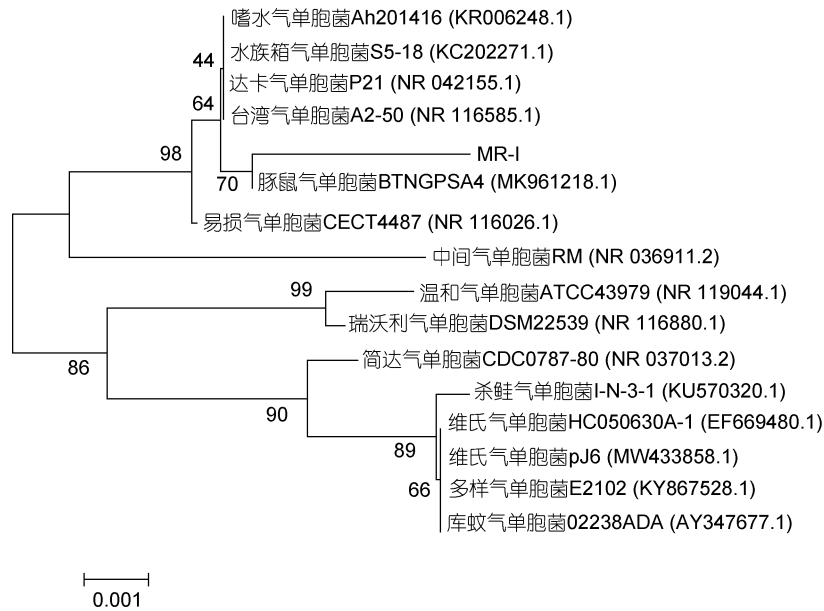 嗜水气单胞菌Ah201416 (KR006248.1)
水族箱气单胞菌S5-18 (KC202271.1)
44
达卡气单胞菌P21 (NR 042155.1)
64
台湾气单胞菌A2-50 (NR 116585.1)
98
MR-I
70
豚鼠气单胞菌BTNGPSA4 (MK961218.1)
易损气单胞菌CECT4487 (NR 116026.1)
中间气单胞菌RM (NR 036911.2)
99
温和气单胞菌ATCC43979 (NR 119044.1)
瑞沃利气单胞菌DSM22539 (NR 116880.1)
86
简达气单胞菌CDC0787-80 (NR 037013.2)
杀鲑气单胞菌I-N-3-1 (KU570320.1)
90
维氏气单胞菌HC050630A-1 (EF669480.1)
89
维氏气单胞菌pJ6 (MW433858.1)
66
多样气单胞菌E2102 (KY867528.1)
库蚊气单胞菌02238ADA (AY347677.1)
0.001